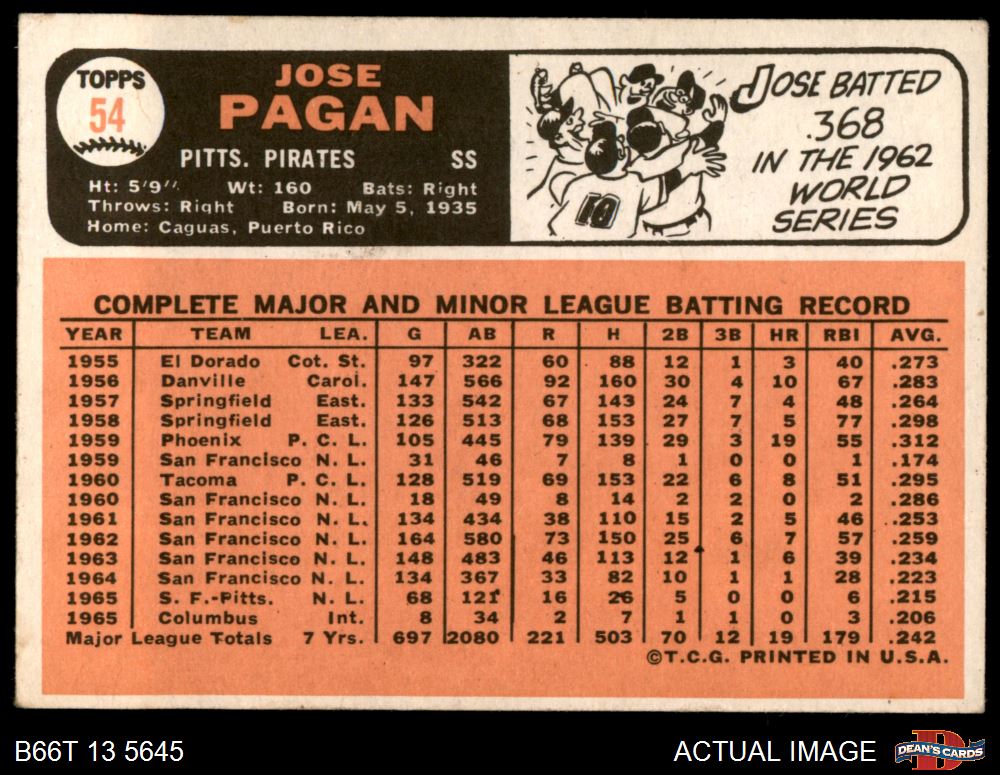 TOPPS
54
JOSE
PAGAN
PITTS. PIRATES SS
Ht: 5'9" Wt: 160 Bats: Right
Throws: Right Born: May 5, 1935
Home: Caguas, Puerto Rico
JOSE BATTED
.368
IN THE 1962
WORLD
SERIES
10
COMPLETE MAJOR AND MINOR LEAGUE BATTING RECORD
YEAR TEAM LEA. G AB R H 2B 3B HR RBI AVG.
1955 El Dorado Cot. St. 97 322 60 88 12 1 3 40 .273
1956 Danville Carol. 147 566 92 160 30 4 10 67 .283
1957 Springfield East. 133 542 67 143 24 7 4 48 .264
1958 Springfield East. 126 513 68 153 27 7 5 77 .298
1959 Phoenix P. C. L. 105 445 79 139 29 3 19 55 .312
1959 San Francisco N. L. 31 46 7 8 1 0 0 1 .174
1960 Tacoma P. C. L. 128 519 69 153 22 6 8 51 .295
1960 San Francisco N. L. 18 49 8 14 2 2 0 2 .286
1961 San Francisco N. L. 134 434 38 110 15 2 5 46 .253
1962 San Francisco N. L. 164 580 73 150 25 6 7 57 .259
1963 San Francisco N. L. 148 483 46 113 12 1 6 39 .234
1964 San Francisco N. L. 134 367 33 82 10 1 1 28 .223
1965 S. F.-Pitts. N. L. 68 121 16 26 5 0 0 6 .215
1965 Columbus Int. 8 34 2 7 1 1 0 3 .206
Major League Totals 7 Yrs. 697 2080 221 503 70 12 19 179 .242
©T.C.G. PRINTED IN U.S.A.
B66T 13 5645
ACTUAL IMAGE
D
DEAN'S CARDS